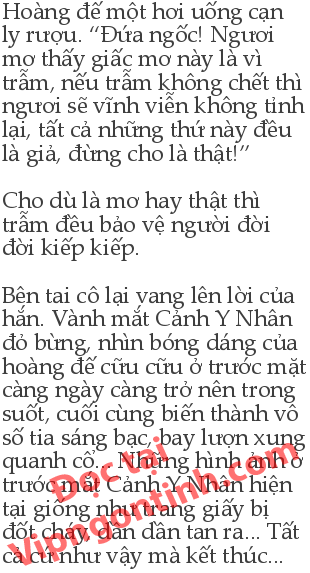 Hoàng đế một hơi uống cạn
ly rượu. “Đứa ngốc! Ngươi
mơ thấy giấc mơ này là vì
trẫm, nếu trẫm không chết thì
ngươi sẽ vĩnh viễn không tỉnh
lại, tất cả những thứ này đều
là giả, đừng cho là thật!”
Cho dù là mơ hay thật thì
trẫm đều bảo vệ người đời
đời kiếp kiếp.
Bên tai cô lại vang lên lời của
hắn. Vành mắt Cảnh Y Nhân
đỏ bừng, nhìn bóng dáng của
hoàng đế cữu cữu ở trước mặt
càng ngày càng trở nên trong
suốt, cuối cùng biến thành vô
số tia sáng bạc, bay lượn xung
quanh cổ... Những hình ảnh ở
trước mắt Cảnh Y Nhân hiện
tại giống như trang giấy bị
đốt cháy, dần dần tan ra... Tất
cả cứ như vậy mà kết thúc...
Đọc tại
Vipngontinh.com